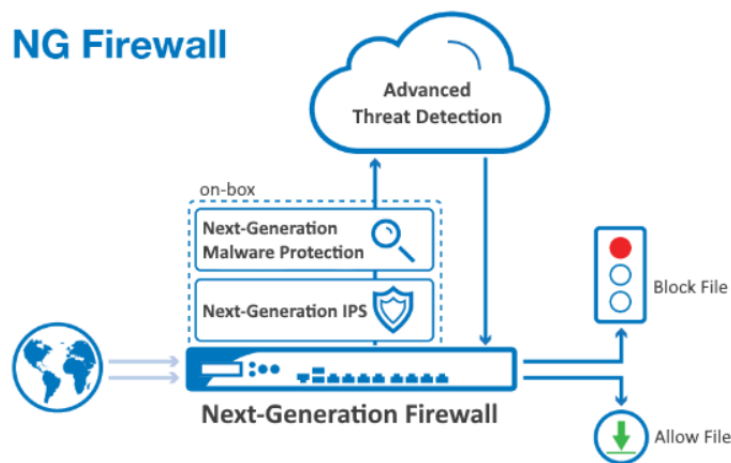 NG Firewall
Advanced
Threat Detection
on-box
Next-Generation
Malware Protection
Next-Generation IPS
Block File
Next-Generation Firewall
Allow File